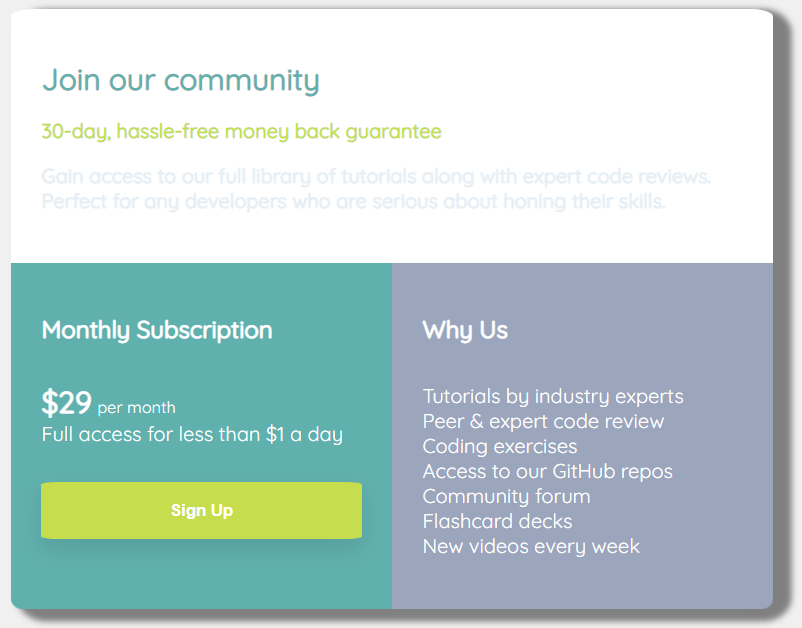 Join our community
30-day, hassle-free money back guarantee
Gain access to our full library of tutorials along with expert code reviews.
Perfect for any developers who are serious about honing their skills.
Monthly Subscription
$29 per month
Full access for less than $1 a day
Sign Up
Why Us
Tutorials by industry experts
Peer & expert code review
Coding exercises
Access to our GitHub repos
Community forum
Flashcard decks
New videos every week